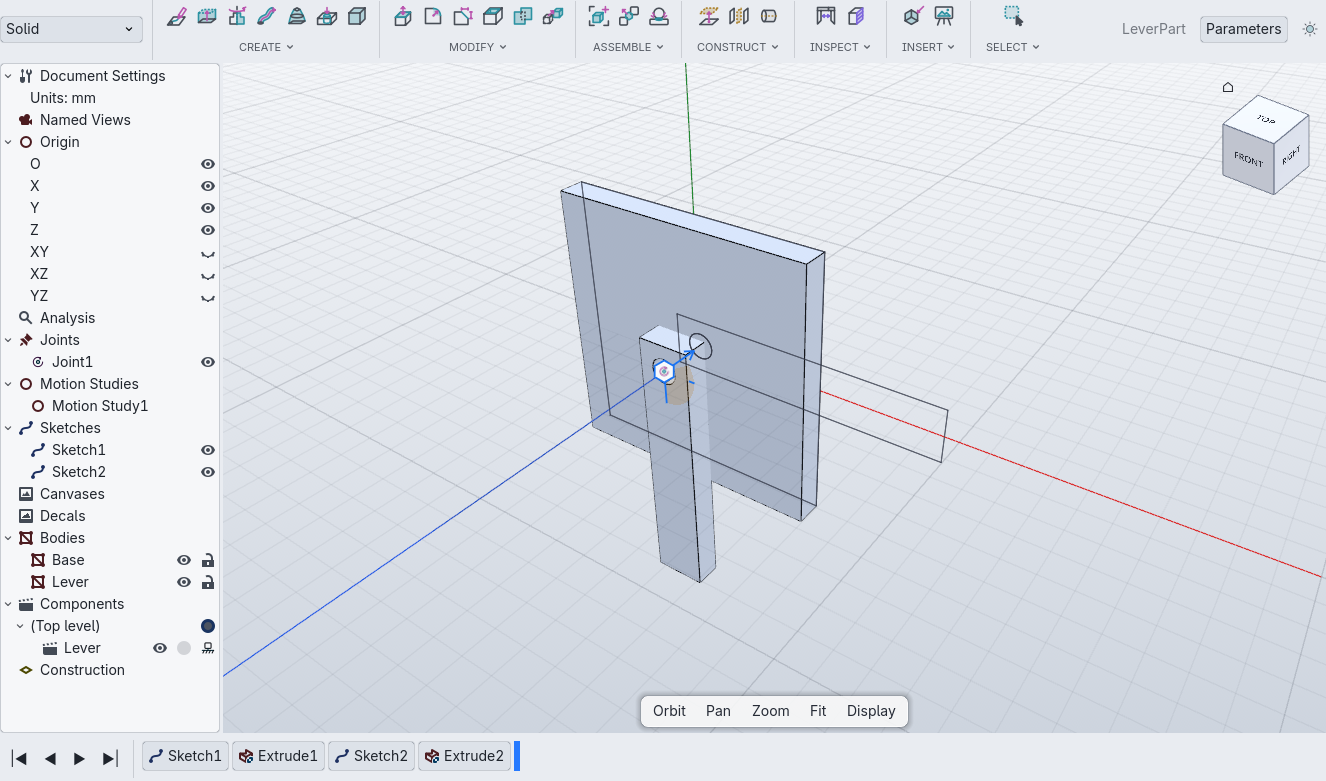 Solid
CREATE
MODIFY
ASSEMBLE
CONSTRUCT
INSPECT
INSERT
SELECT
LeverPart
Parameters
Document Settings
Units: mm
Named Views
Origin
O
X
Y
Z
XY
XZ
YZ
Analysis
Joints
Joint1
Motion Studies
Motion Study1
Sketches
Sketch1
Sketch2
Canvases
Decals
Bodies
Base
Lever
Components
(Top level)
Lever
Construction
TOP
FRONT
RIGHT
Orbit Pan Zoom Fit Display
Sketch1 Extrude1 Sketch2 Extrude2